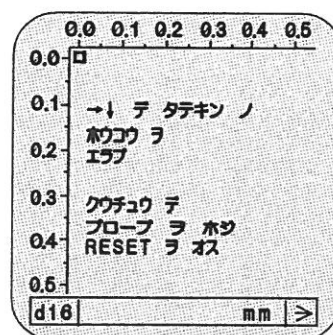 0.0 0.1 0.2 0.3 0.4 0.5
0.0
0.1
→↓ デ タテキン ノ
ホウコウ ヲ
0.2
エラブ
0.3
クウチュウ デ
プローブ ヲ ホジ
0.4
RESET ヲ オス
0.5
d16 mm >